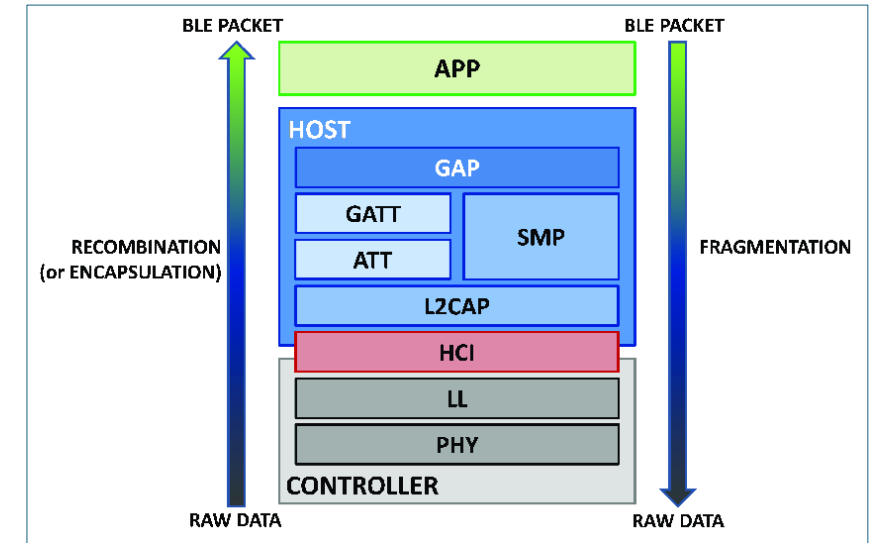 BLE PACKET
BLE PACKET
APP
HOST
GAP
GATT
SMP
ATT
RECOMBINATION
(or ENCAPSULATION)
FRAGMENTATION
L2CAP
HCI
LL
PHY
CONTROLLER
RAW DATA
RAW DATA